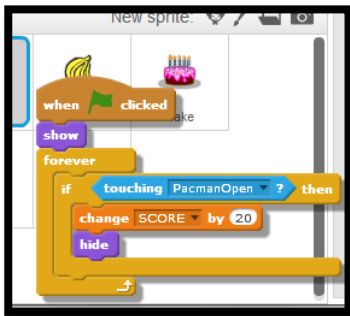 New sprite:
when clicked
ake
show
forever
if touching PacmanOpen ? then
change SCORE by 20
hide